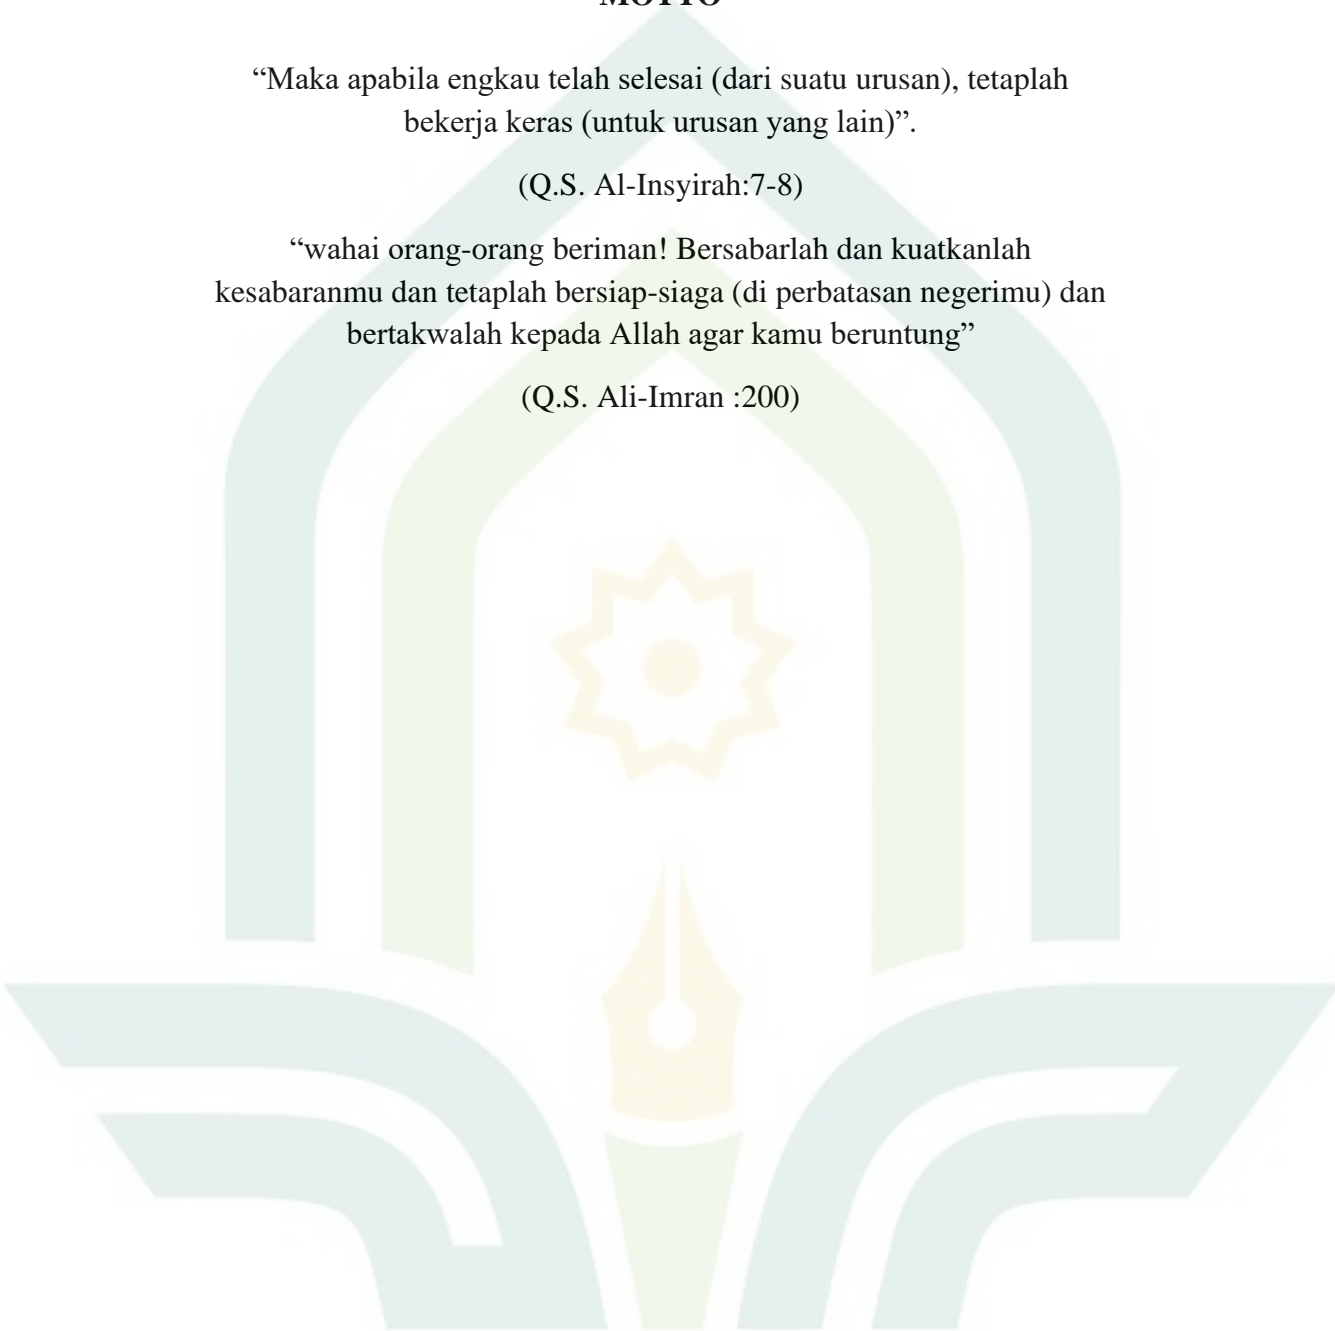 MOTTO
“Maka apabila engkau telah selesai (dari suatu urusan), tetaplah
bekerja keras (untuk urusan yang lain)”.
(Q.S. Al-Insyirah:7-8)
“wahai orang-orang beriman! Bersabarlah dan kuatkanlah
kesabaranmu dan tetaplah bersiap-siaga (di perbatasan negerimu) dan
bertakwalah kepada Allah agar kamu beruntung”
(Q.S. Ali-Imran :200)